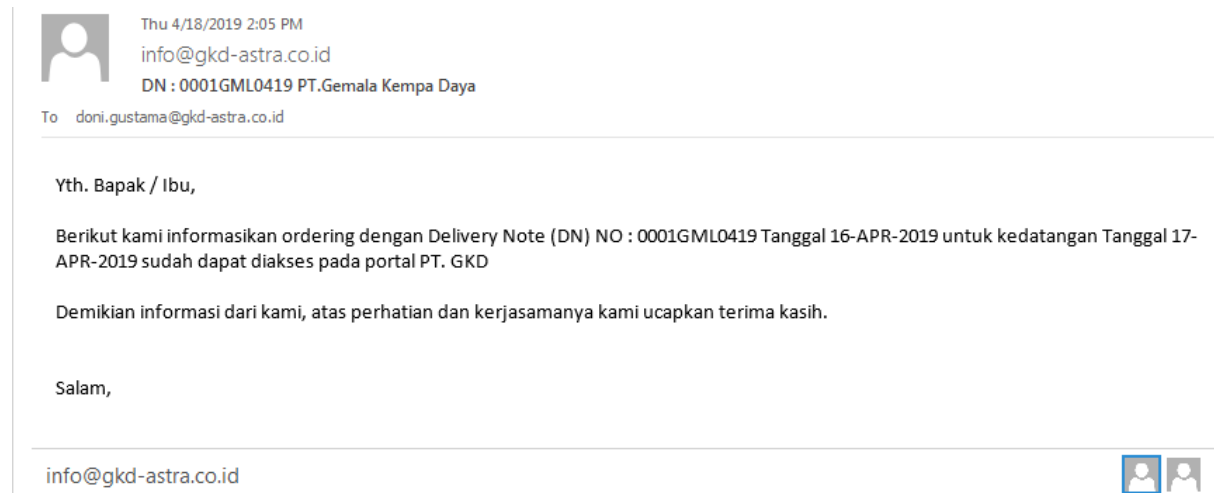 Thu 4/18/2019 2:05 PM
info@gkd-astra.co.id
DN : 0001GML0419 PT.Gemala Kempa Daya
To doni.gustama@gkd-astra.co.id
Yth. Bapak / Ibu,
Berikut kami informasikan ordering dengan Delivery Note (DN) NO : 0001GML0419 Tanggal 16-APR-2019 untuk kedatangan Tanggal 17-
APR-2019 sudah dapat diakses pada portal PT. GKD
Demikian informasi dari kami, atas perhatian dan kerjasamanya kami ucapkan terima kasih.
Salam,
info@gkd-astra.co.id